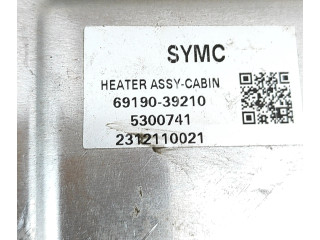 SYMC
HEATER ASSY-CABIN
69190-39210
5300741
2312110021